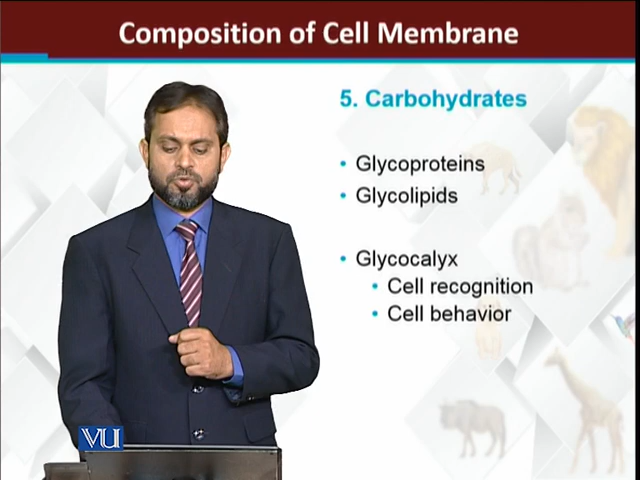 Composition of Cell Membrane
5. Carbohydrates
• Glycoproteins
• Glycolipids
• Glycocalyx
• Cell recognition
• Cell behavior
VU